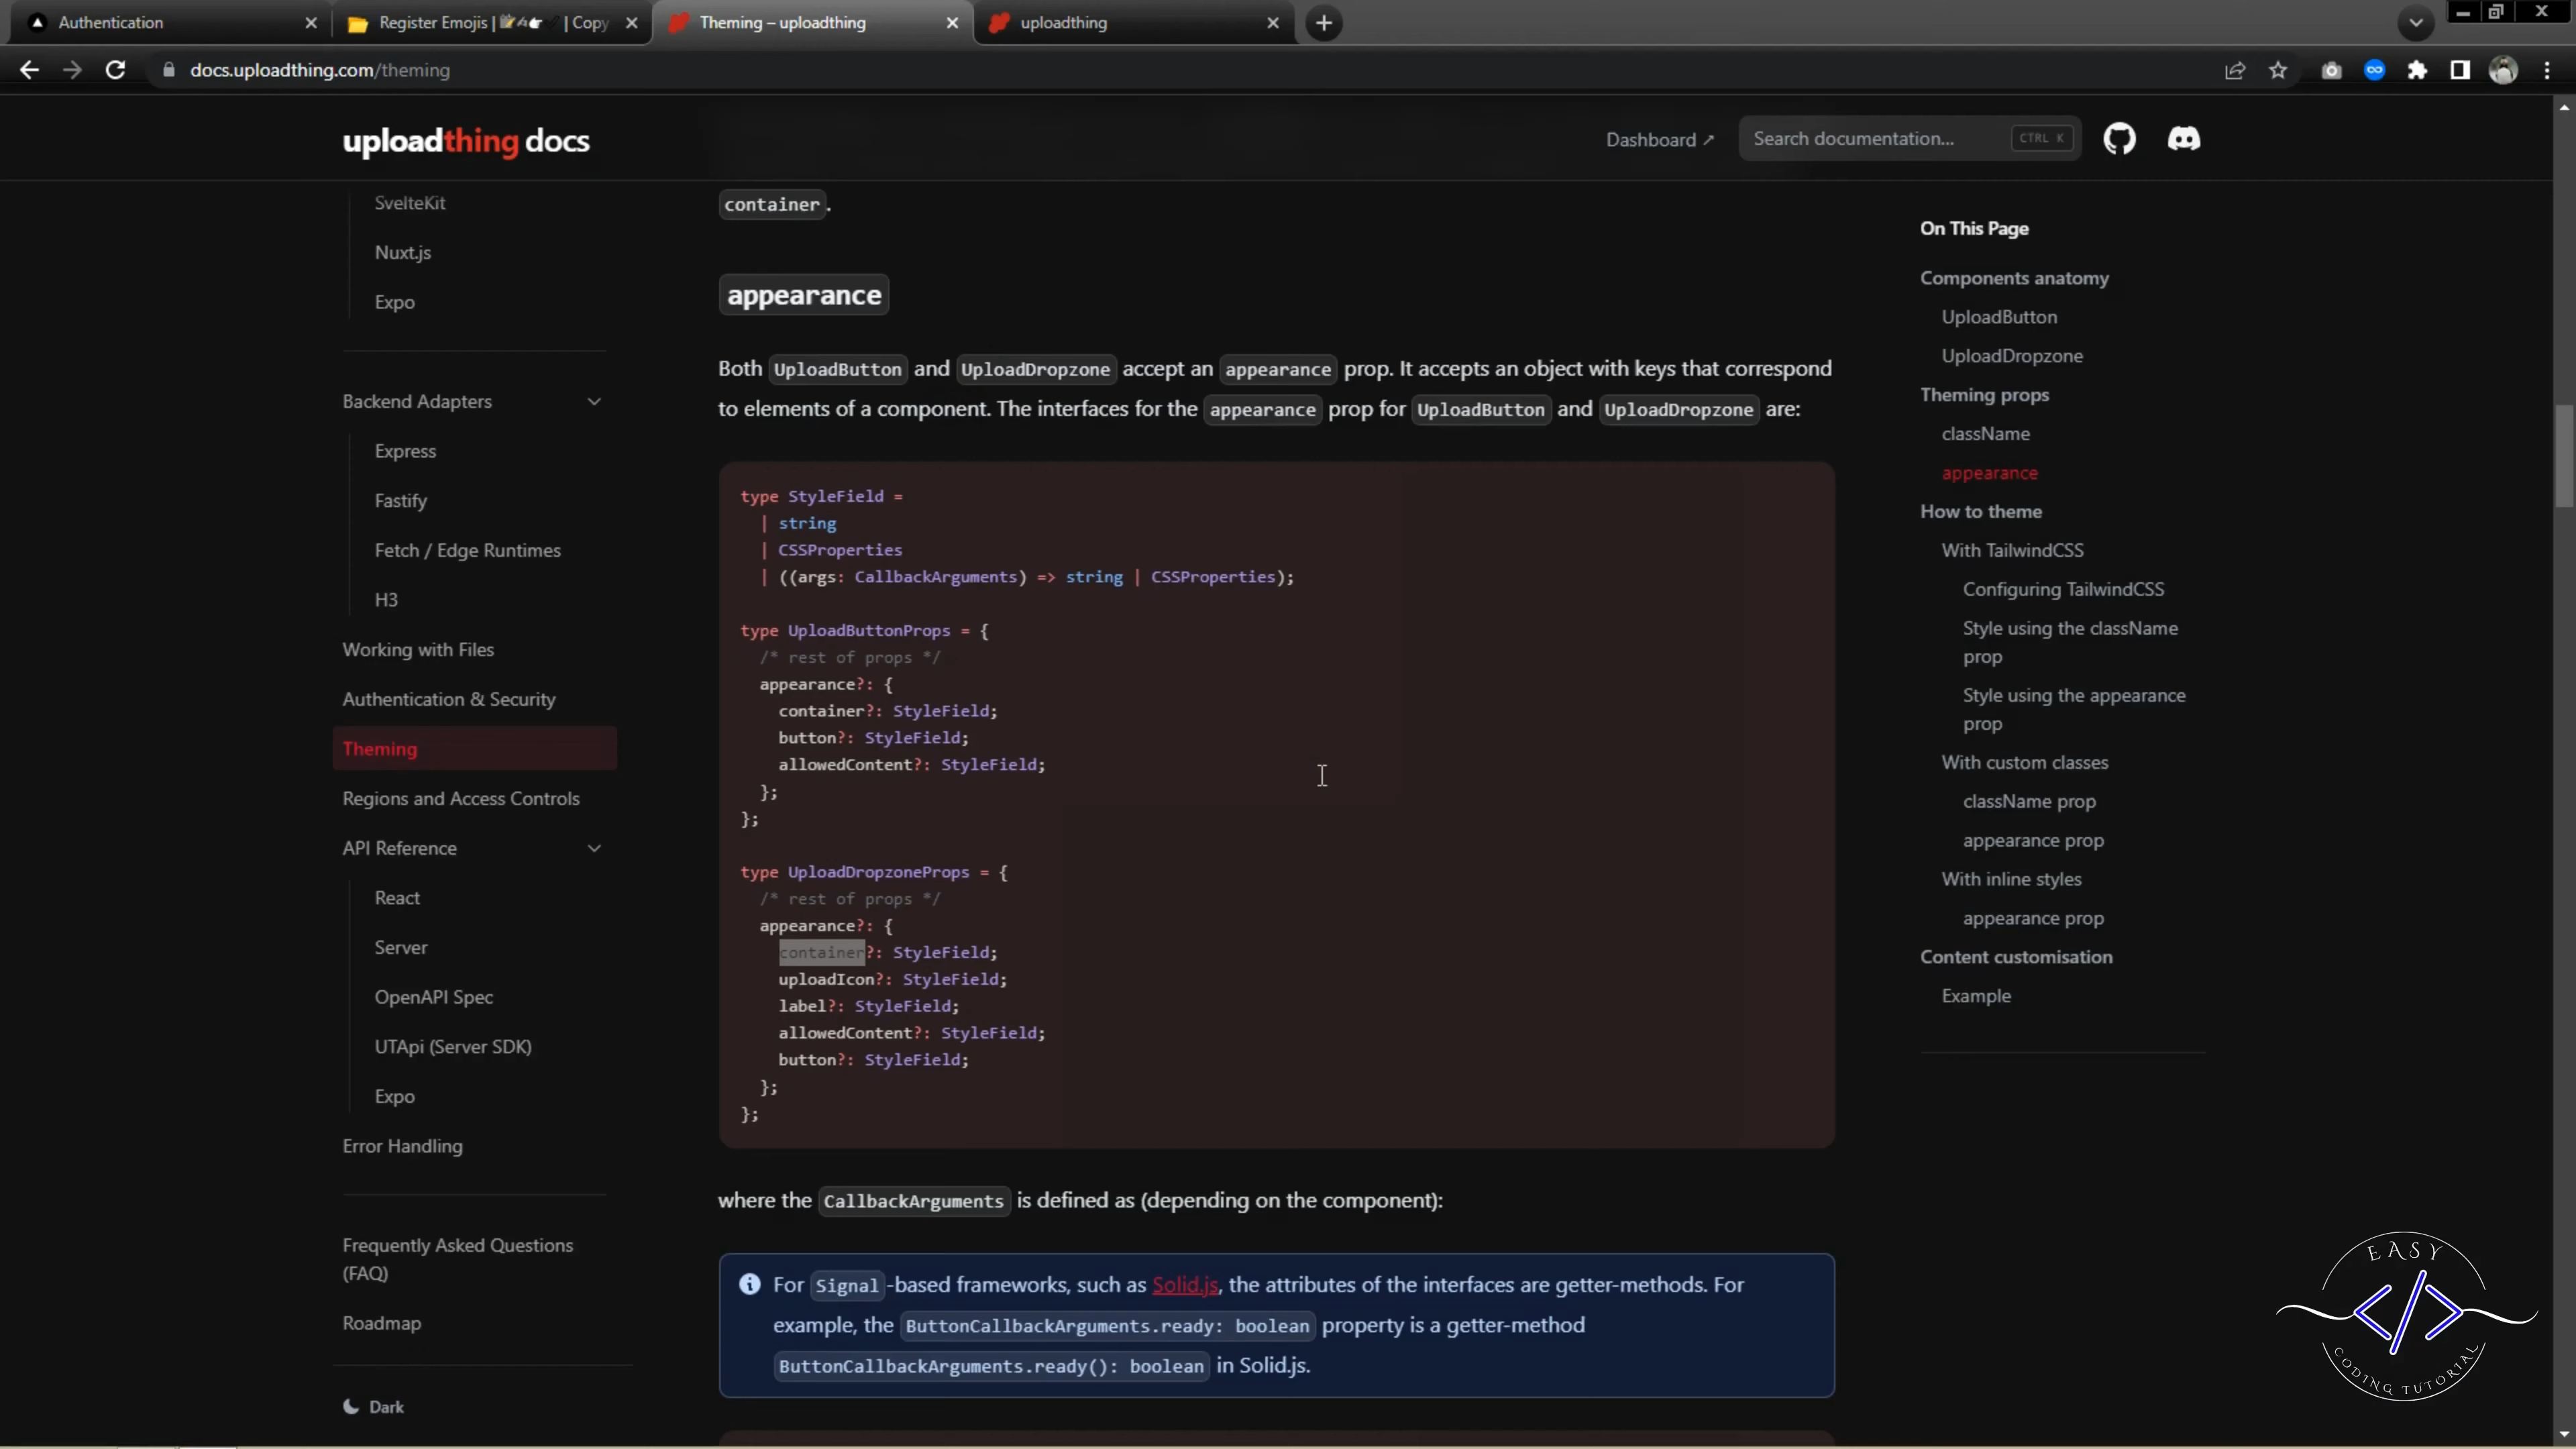 Authentication
Register Emojis | 📝✍👉 | Copy
Theming – uploadthing
uploadthing
docs.uploadthing.com/theming
uploadthing docs
Dashboard ↗
Search documentation...
CTRL K
SvelteKit
Nuxt.js
Expo
Backend Adapters
Express
Fastify
Fetch / Edge Runtimes
H3
Working with Files
Authentication & Security
Theming
Regions and Access Controls
API Reference
React
Server
OpenAPI Spec
UTApi (Server SDK)
Expo
Error Handling
Frequently Asked Questions
(FAQ)
Roadmap
Dark
container.
appearance
Both UploadButton and UploadDropzone accept an appearance prop. It accepts an object with keys that correspond
to elements of a component. The interfaces for the appearance prop for UploadButton and UploadDropzone are:
type StyleField =
| string
| CSSProperties
| ((args: CallbackArguments) => string | CSSProperties);
type UploadButtonProps = {
/* rest of props */
appearance?: {
container?: StyleField;
button?: StyleField;
allowedContent?: StyleField;
};
};
type UploadDropzoneProps = {
/* rest of props */
appearance?: {
container?: StyleField;
uploadIcon?: StyleField;
label?: StyleField;
allowedContent?: StyleField;
button?: StyleField;
};
};
where the CallbackArguments is defined as (depending on the component):
For Signal-based frameworks, such as Solid.js, the attributes of the interfaces are getter-methods. For
example, the ButtonCallbackArguments.ready: boolean property is a getter-method
ButtonCallbackArguments.ready(): boolean in Solid.js.
On This Page
Components anatomy
UploadButton
UploadDropzone
Theming props
className
appearance
How to theme
With TailwindCSS
Configuring TailwindCSS
Style using the className
prop
Style using the appearance
prop
With custom classes
className prop
appearance prop
With inline styles
appearance prop
Content customisation
Example
EASY
</>
CODING TUTORIAL